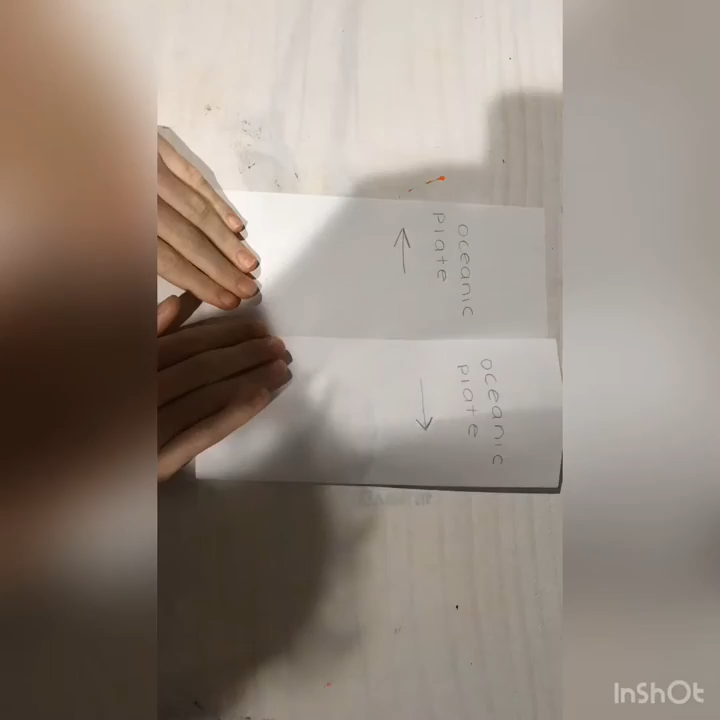 oceanic
plate
←
oceanic
plate
→
InShOt